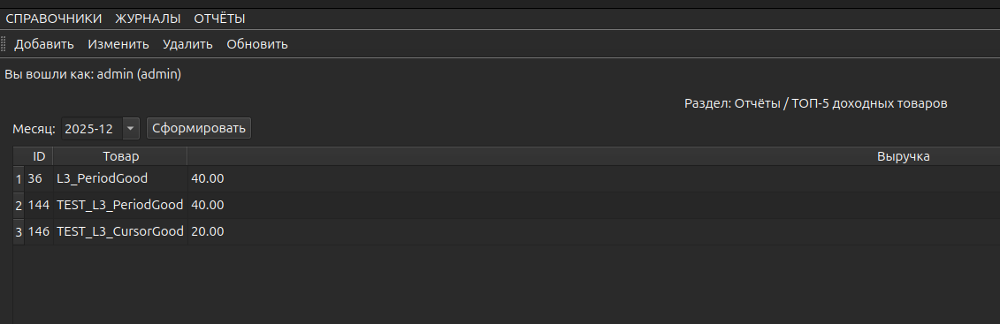 СПРАВОЧНИКИ ЖУРНАЛЫ ОТЧЁТЫ
Добавить Изменить Удалить Обновить
Вы вошли как: admin (admin)
Раздел: Отчёты / ТОП-5 доходных товаров
Месяц: 2025-12 Сформировать
ID Товар Выручка
1 36 L3_PeriodGood 40.00
2 144 TEST_L3_PeriodGood 40.00
3 146 TEST_L3_CursorGood 20.00